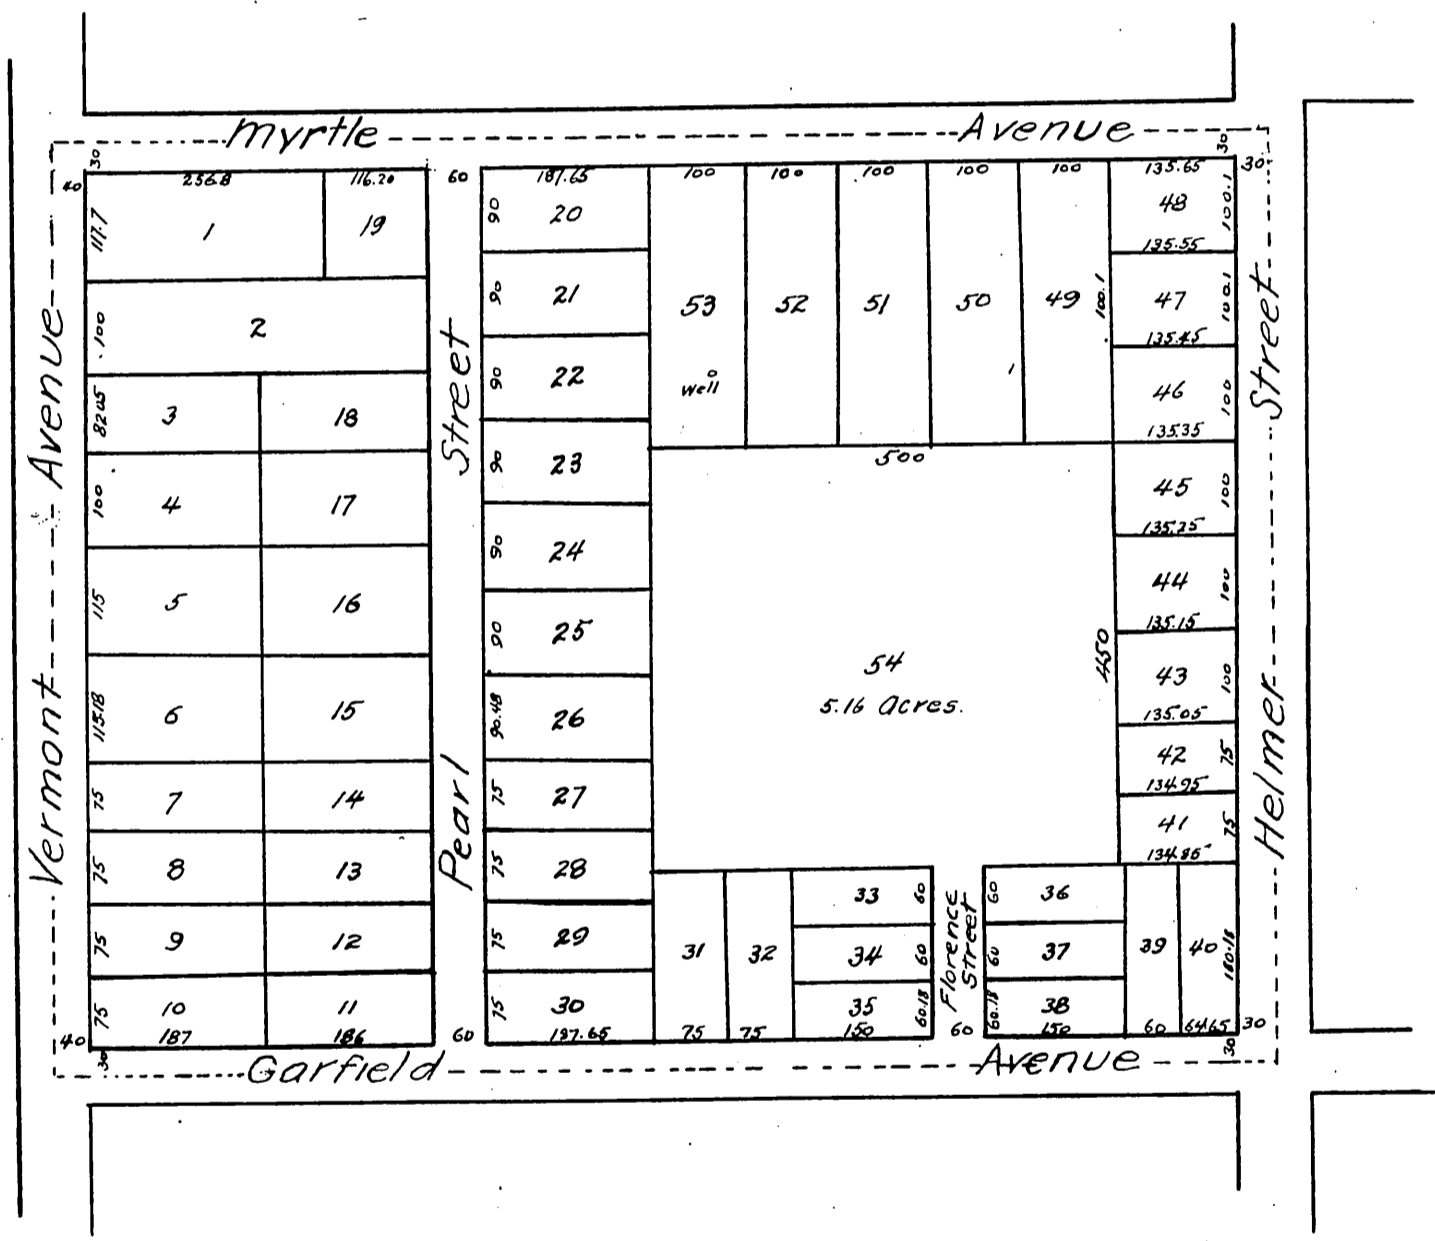 Myrtle Avenue
30 30
40 256.8 116.20 60 187.65 100 100 100 100 100 135.65 30
117.7 1 19 90 20 48 100.1
135.55
100 2 90 21 53 52 51 50 49 100.1 47 100.1
135.45
well
82.05 3 18 90 22 46 100
135.35
500
100 4 17 90 23 45 100
135.25
115 5 16 90 24 44 100
135.15
90 25 54 450 43 100
5.16 Acres.
135.05
115.18 6 15 90.48 26 42 75
134.95
75 7 14 75 27 41 75
134.85
75 8 13 75 28 33 60 60 36
75 9 12 75 29 31 32 34 60 60 37 39 40 180.18
75 10 11 75 30 35 60.18 60.18 38
40 187 186 60 187.65 75 75 150 60 150 60 64.65 30
30 30
Garfield Avenue
Vermont Avenue
Pearl Street
Florence
Street
Helmer Street